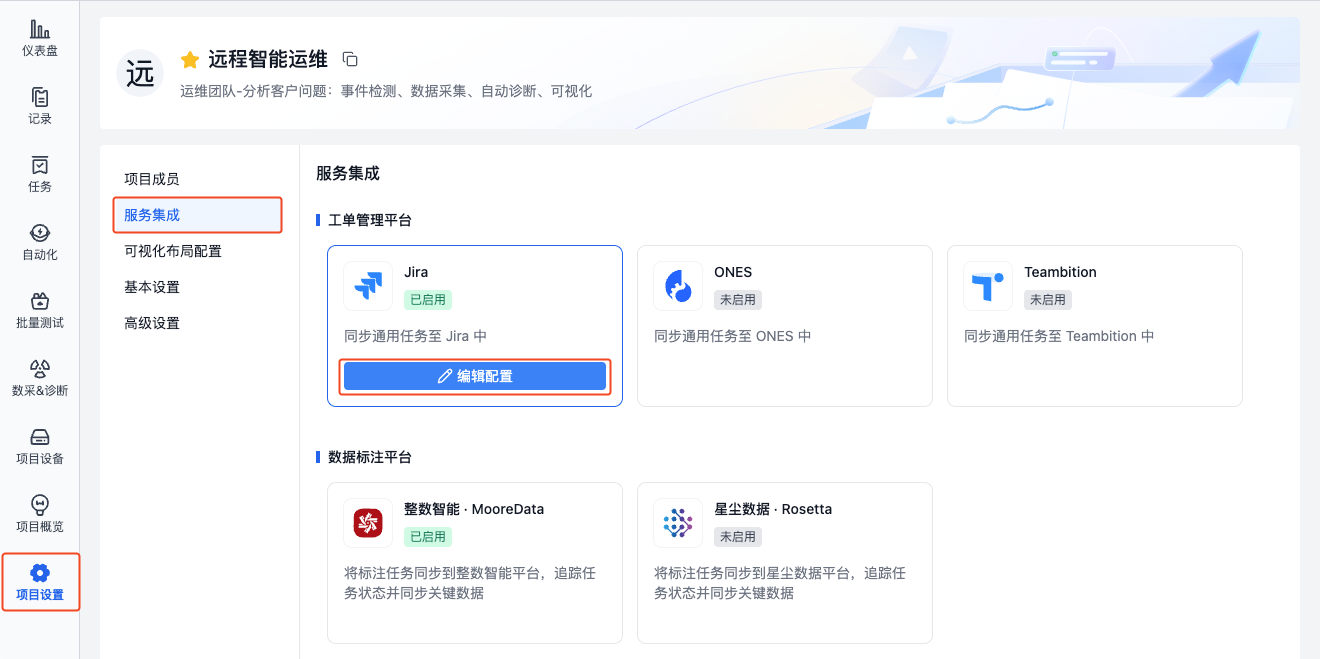 仪表盘
记录
任务
自动化
批量测试
数采&诊断
项目设备
项目概览
项目设置
远
远程智能运维
运维团队-分析客户问题：事件检测、数据采集、自动诊断、可视化
项目成员
服务集成
可视化布局配置
基本设置
高级设置
服务集成
工单管理平台
Jira
已启用
同步通用任务至 Jira 中
编辑配置
ONES
未启用
同步通用任务至 ONES 中
Teambition
未启用
同步通用任务至 Teambition 中
数据标注平台
整数智能 · MooreData
已启用
将标注任务同步到整数智能平台，追踪任
务状态并同步关键数据
星尘数据 · Rosetta
未启用
将标注任务同步到星尘数据平台，追踪任
务状态并同步关键数据